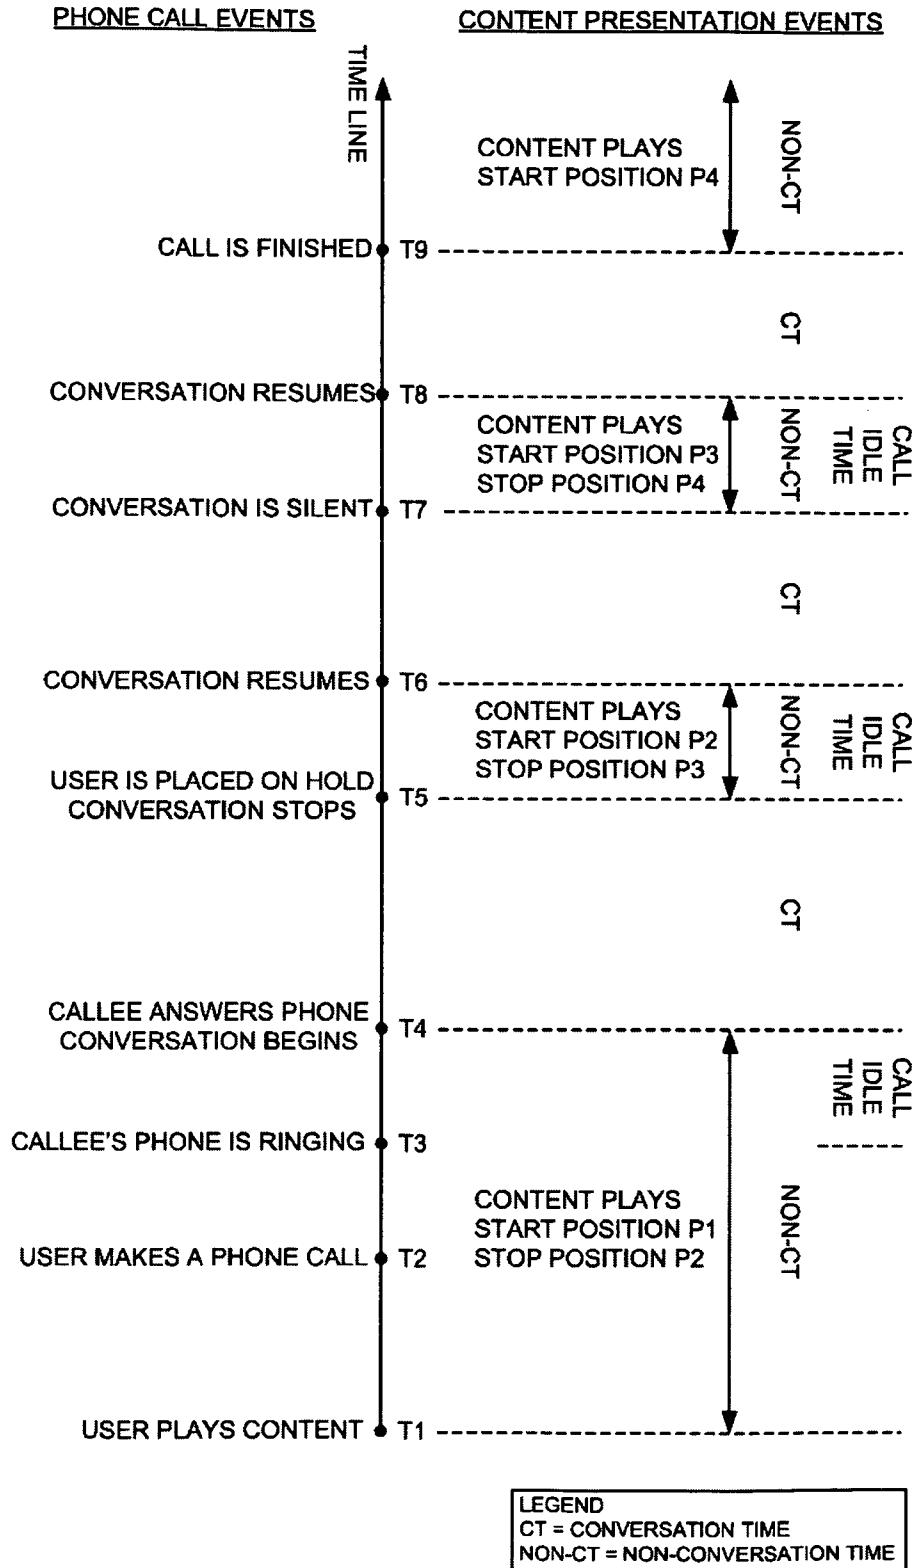 PHONE CALL EVENTS
CONTENT PRESENTATION EVENTS
TIME LINE
CONTENT PLAYS
START POSITION P4
NON-CT
CALL IS FINISHED
T9
CT
CONVERSATION RESUMES
T8
CONTENT PLAYS
START POSITION P3
STOP POSITION P4
NON-CT
CALL
IDLE
TIME
CONVERSATION IS SILENT
T7
CT
CONVERSATION RESUMES
T6
CONTENT PLAYS
START POSITION P2
STOP POSITION P3
NON-CT
CALL
IDLE
TIME
USER IS PLACED ON HOLD
CONVERSATION STOPS
T5
CT
CALLEE ANSWERS PHONE
CONVERSATION BEGINS
T4
CALL
IDLE
TIME
CALLEE'S PHONE IS RINGING
T3
CONTENT PLAYS
START POSITION P1
STOP POSITION P2
NON-CT
USER MAKES A PHONE CALL
T2
USER PLAYS CONTENT
T1
LEGEND
CT = CONVERSATION TIME
NON-CT = NON-CONVERSATION TIME